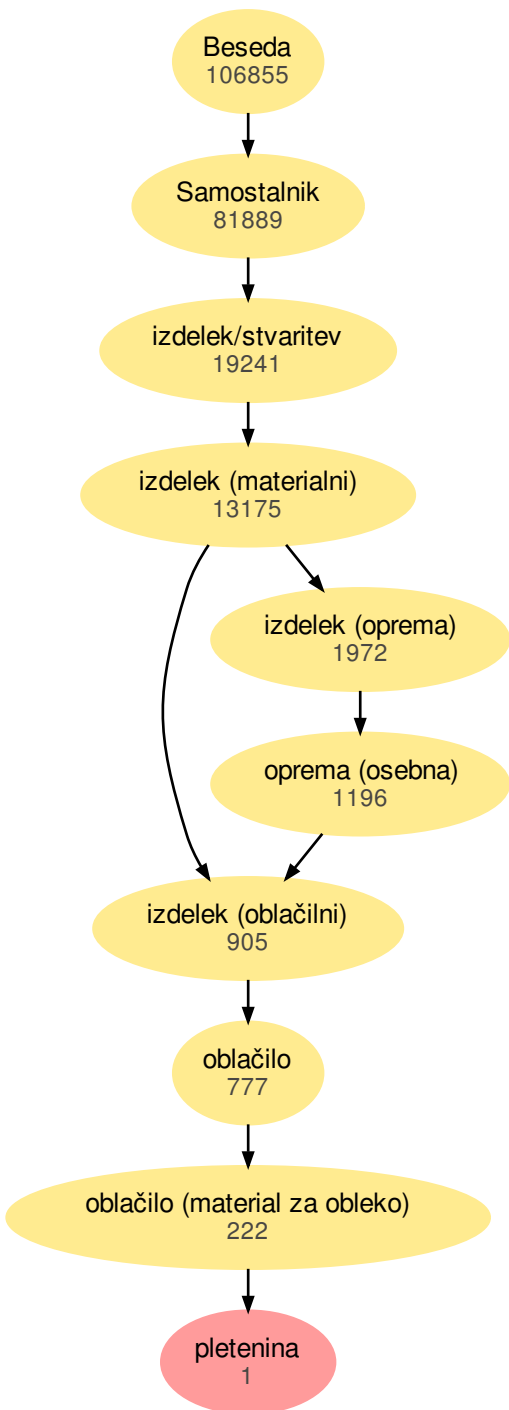 Beseda
106855
Samostalnik
81889
izdelek/stvaritev
19241
izdelek (materialni)
13175
izdelek (oprema)
1972
oprema (osebna)
1196
izdelek (oblačilni)
905
oblačilo
777
oblačilo (material za obleko)
222
pletenina
1